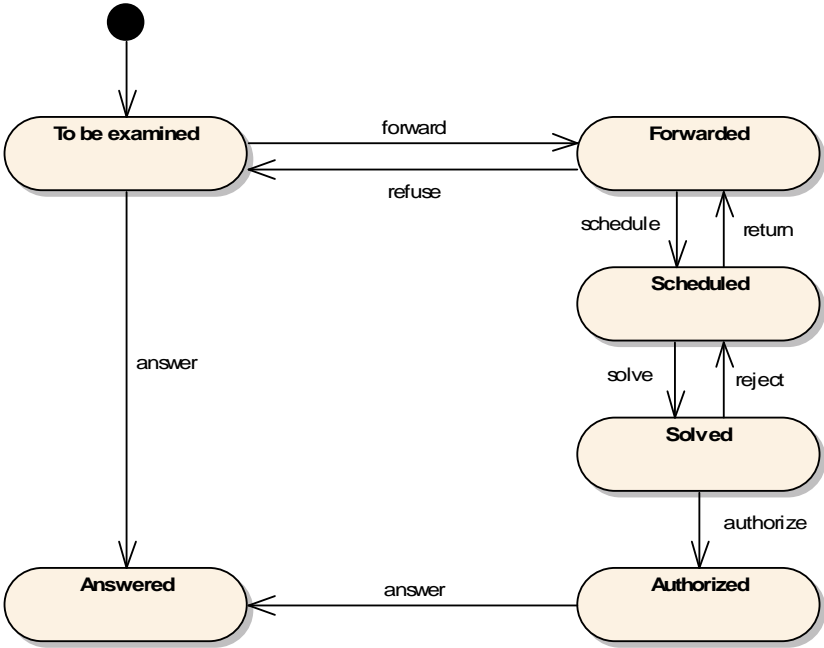 To be examined
forward
Forwarded
refuse
schedule
return
Scheduled
answer
solve
reject
Solved
authorize
Answered
answer
Authorized